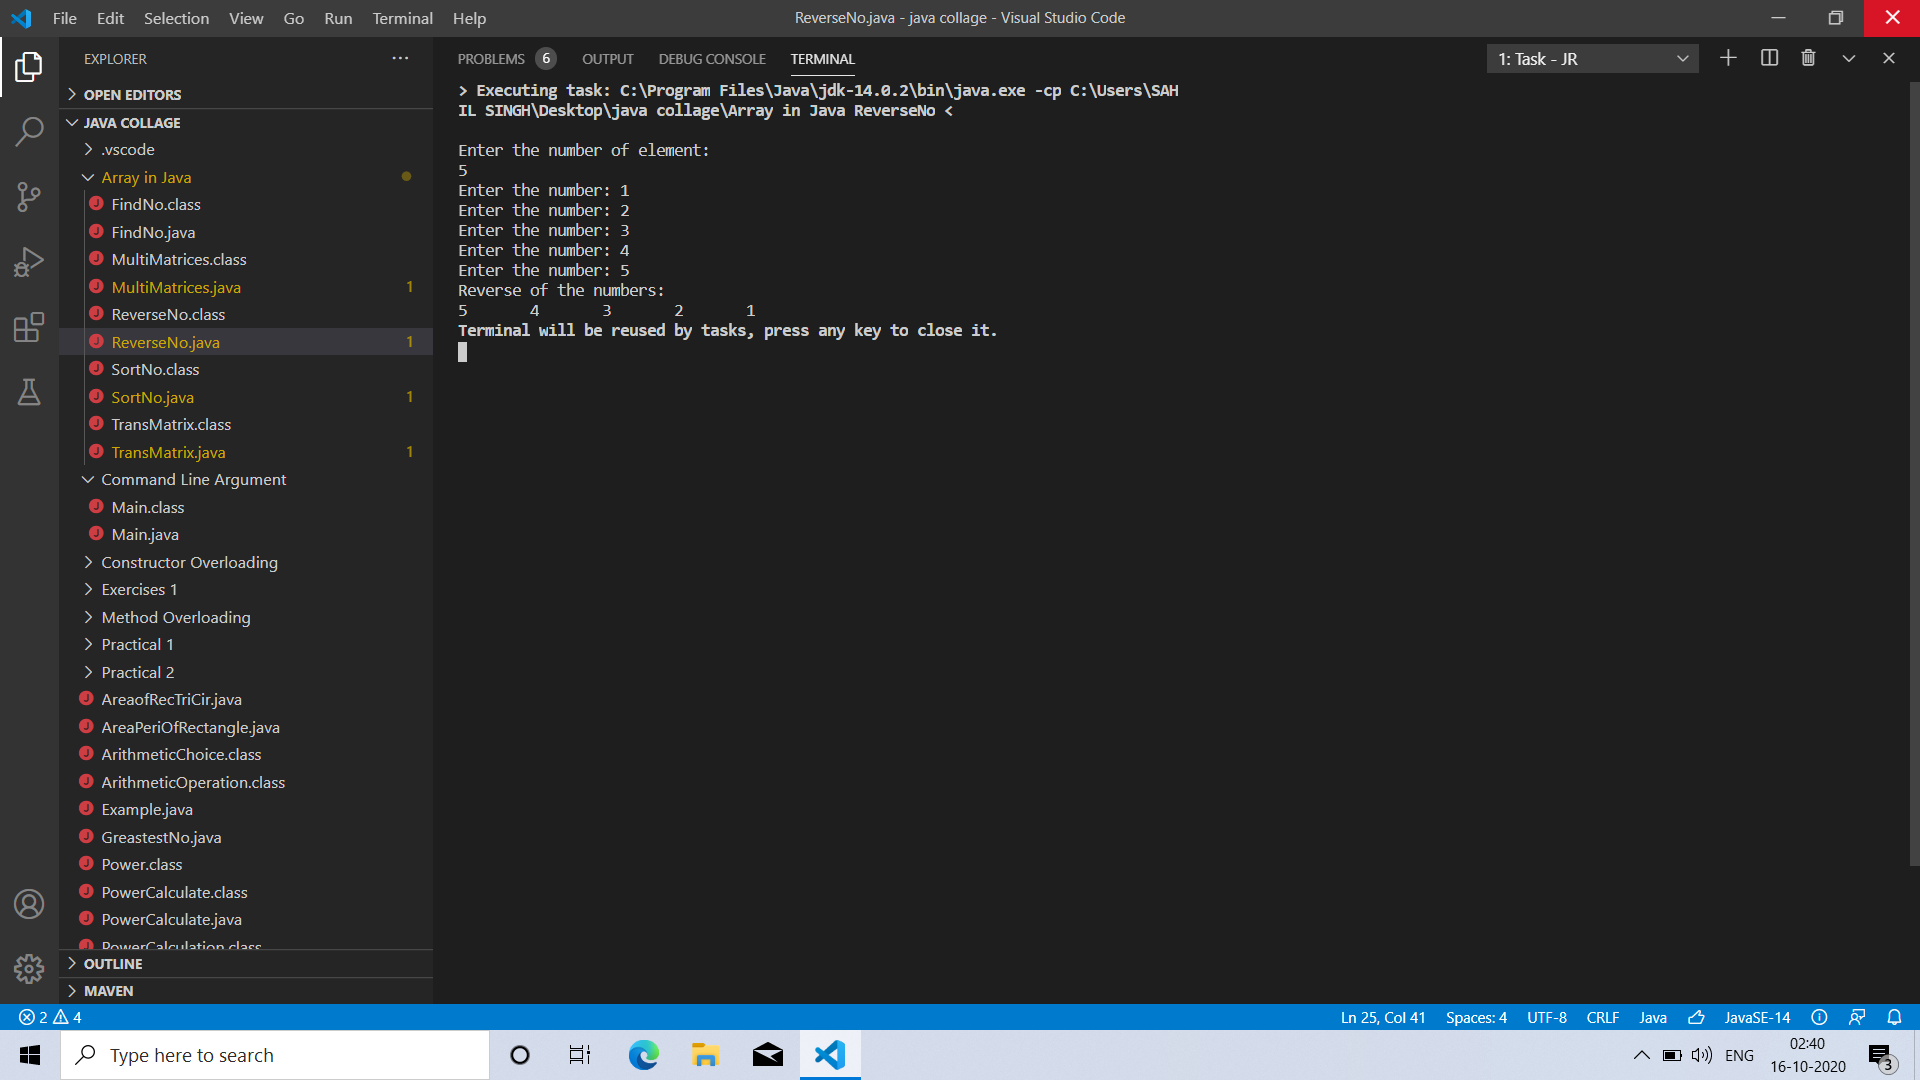 File Edit Selection View Go Run Terminal Help
ReverseNo.java - java collage - Visual Studio Code
EXPLORER
OPEN EDITORS
JAVA COLLAGE
.vscode
Array in Java
FindNo.class
FindNo.java
MultiMatrices.class
MultiMatrices.java 1
ReverseNo.class
ReverseNo.java 1
SortNo.class
SortNo.java 1
TransMatrix.class
TransMatrix.java 1
Command Line Argument
Main.class
Main.java
Constructor Overloading
Exercises 1
Method Overloading
Practical 1
Practical 2
AreaofRecTriCir.java
AreaPeriOfRectangle.java
ArithmeticChoice.class
ArithmeticOperation.class
Example.java
GreastestNo.java
Power.class
PowerCalculate.class
PowerCalculate.java
PowerCalculation.class
OUTLINE
MAVEN
PROBLEMS 6 OUTPUT DEBUG CONSOLE TERMINAL
1: Task - JR
> Executing task: C:\Program Files\Java\jdk-14.0.2\bin\java.exe -cp C:\Users\SAH
IL SINGH\Desktop\java collage\Array in Java ReverseNo <
Enter the number of element:
5
Enter the number: 1
Enter the number: 2
Enter the number: 3
Enter the number: 4
Enter the number: 5
Reverse of the numbers:
5 4 3 2 1
Terminal will be reused by tasks, press any key to close it.
2 4
Ln 25, Col 41 Spaces: 4 UTF-8 CRLF Java JavaSE-14
Type here to search
ENG
02:40
16-10-2020
3